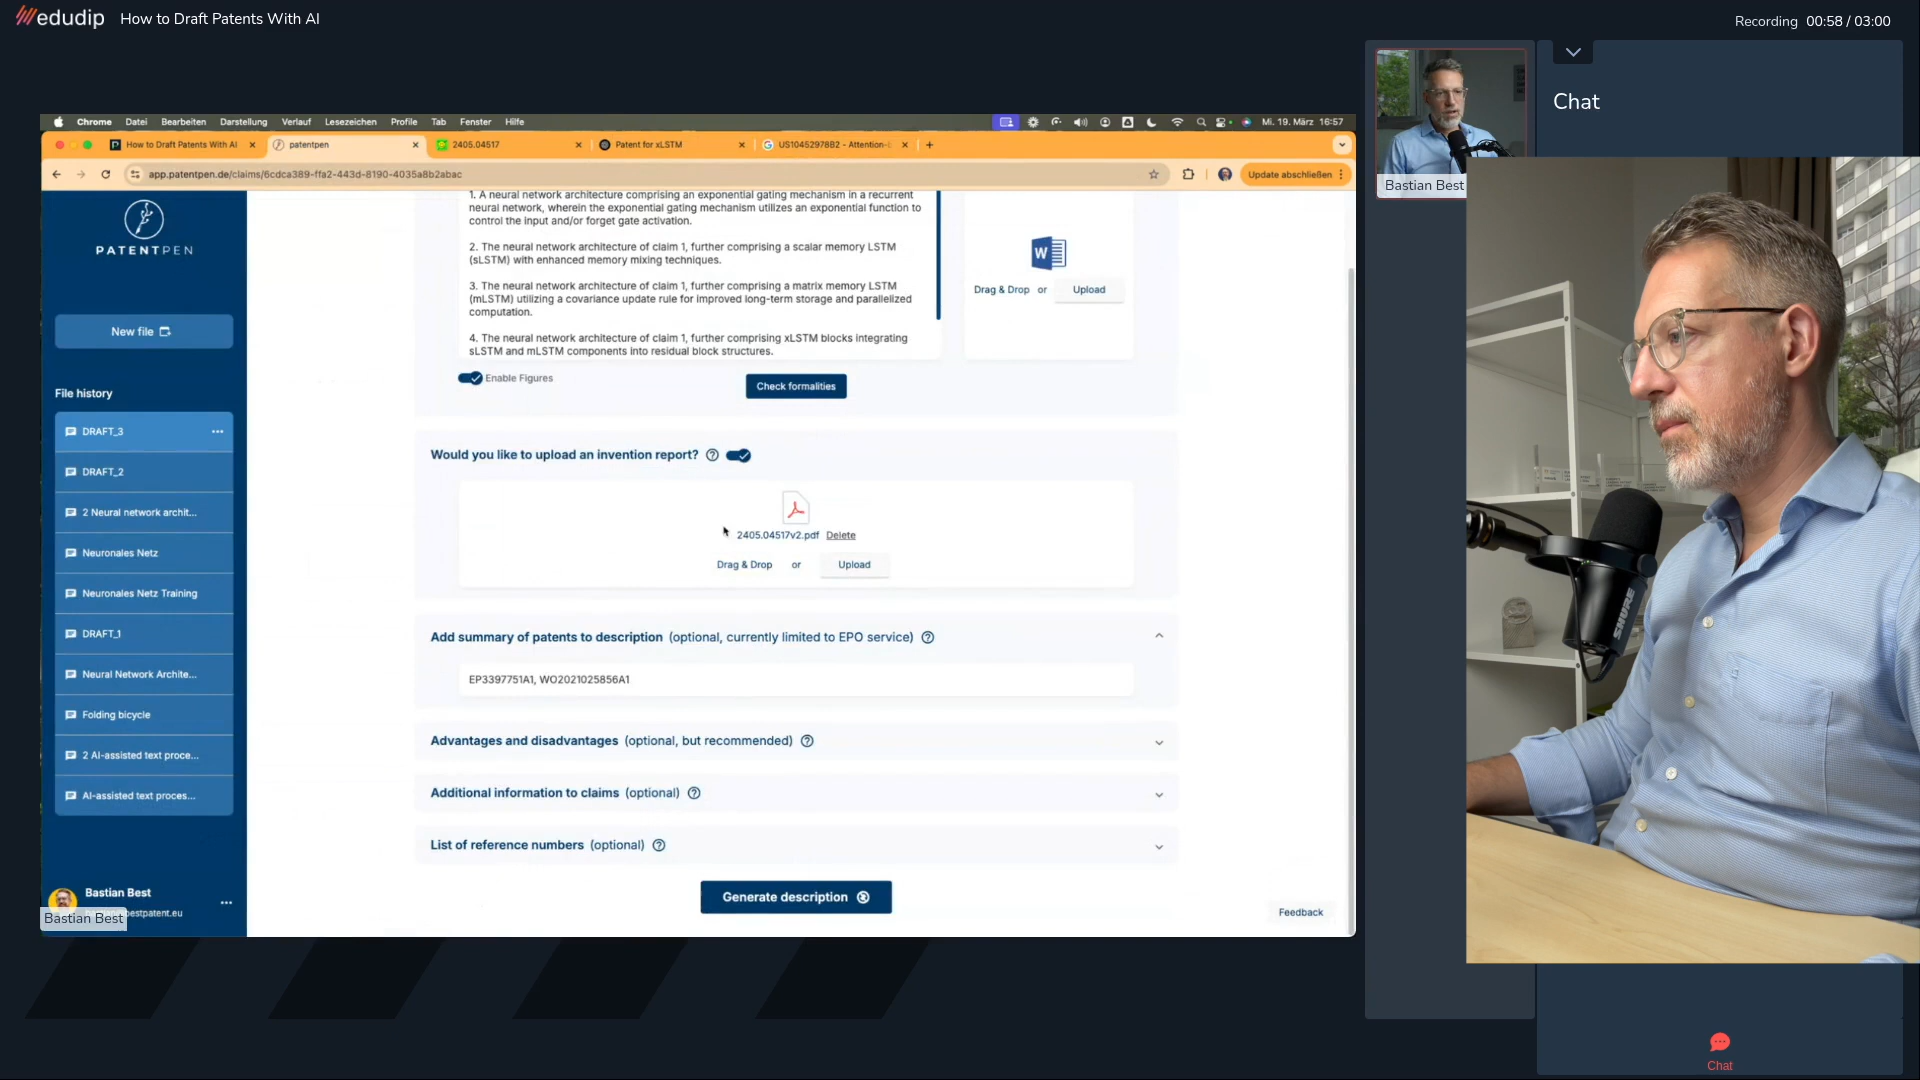 edudip
How to Draft Patents With AI
Recording 00:58 / 03:00
Chrome Datei Bearbeiten Darstellung Verlauf Lesezeichen Profile Tab Fenster Hilfe
Mi. 19. März 16:57
How to Draft Patents With AI
patentpen
2405.04517
Patent for xLSTM
US10452978B2 - Attention-
app.patentpen.de/claims/6cdca389-ffa2-443d-8190-4035a8b2abac
Update abschließen
PATENTPEN
New file
File history
DRAFT_3
DRAFT_2
2 Neural network archit...
Neuronales Netz
Neuronales Netz Training
DRAFT_1
Neural Network Archite...
Folding bicycle
2 AI-assisted text proce...
AI-assisted text proces...
Bastian Best
bestpatent.eu
Bastian Best
1. A neural network architecture comprising an exponential gating mechanism in a recurrent
neural network, wherein the exponential gating mechanism utilizes an exponential function to
control the input and/or forget gate activation.
2. The neural network architecture of claim 1, further comprising a scalar memory LSTM
(sLSTM) with enhanced memory mixing techniques.
3. The neural network architecture of claim 1, further comprising a matrix memory LSTM
(mLSTM) utilizing a covariance update rule for improved long-term storage and parallelized
computation.
4. The neural network architecture of claim 1, further comprising xLSTM blocks integrating
sLSTM and mLSTM components into residual block structures.
W
Drag & Drop or Upload
Enable Figures
Check formalities
Would you like to upload an invention report?
2405.04517v2.pdf Delete
Drag & Drop or Upload
Add summary of patents to description (optional, currently limited to EPO service)
EP3397751A1, WO2021025856A1
Advantages and disadvantages (optional, but recommended)
Additional information to claims (optional)
List of reference numbers (optional)
Generate description
Feedback
Bastian Best
Chat
SHURE
Chat